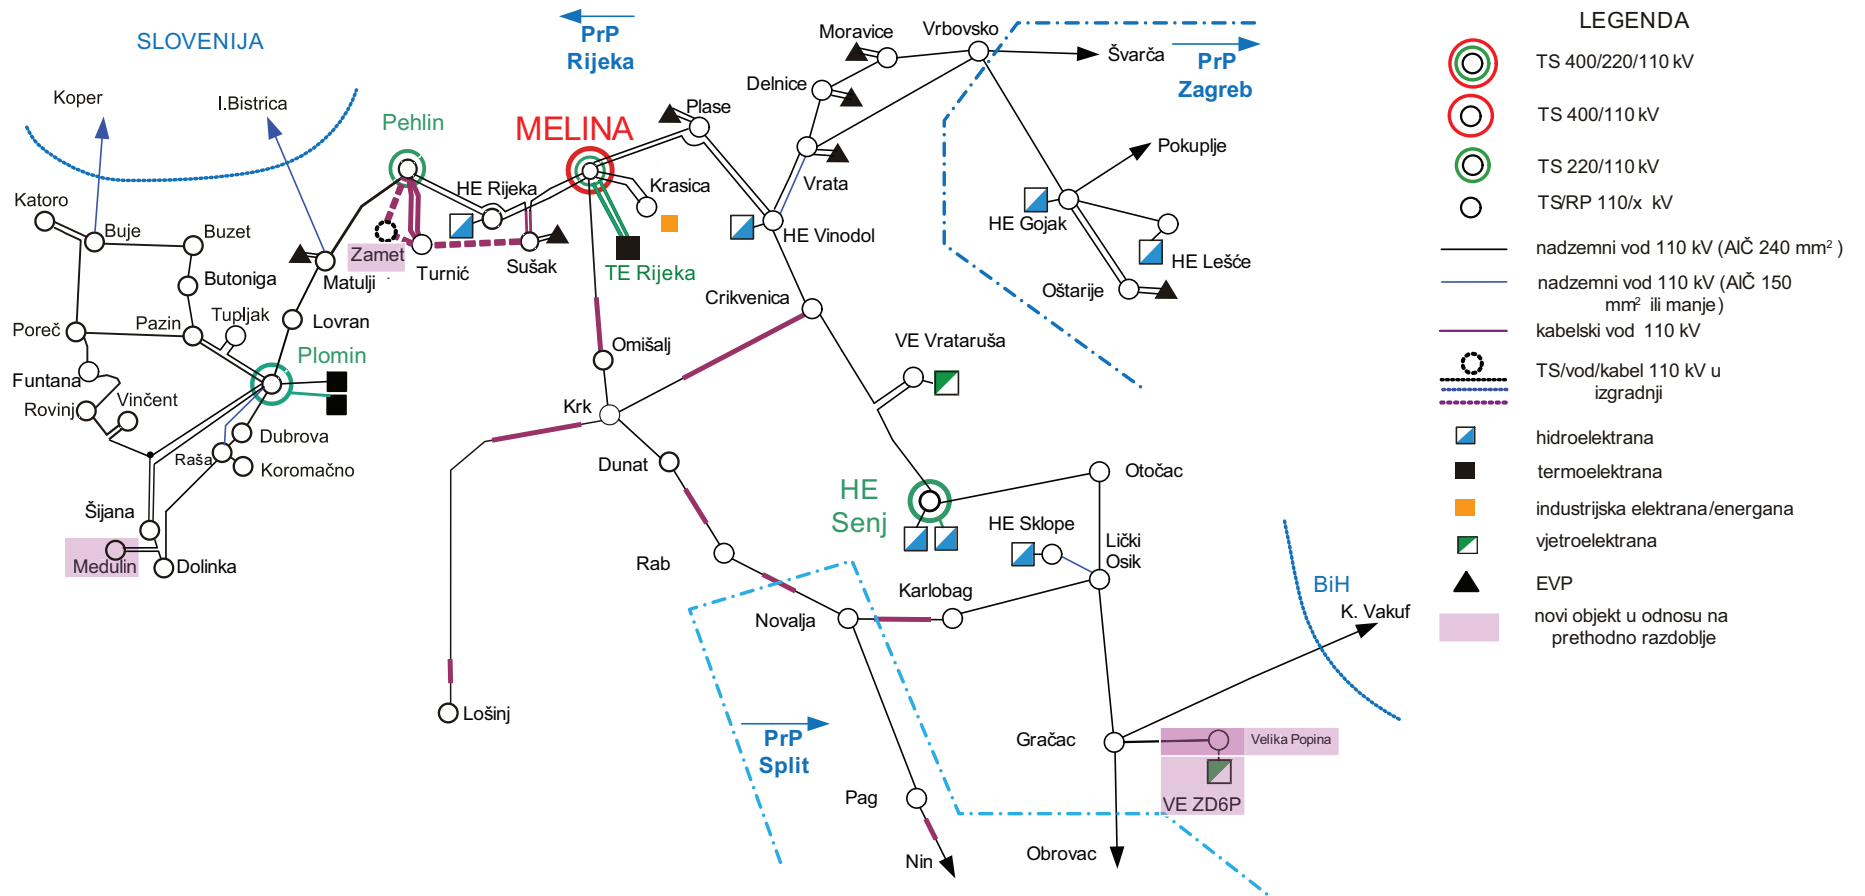 SLOVENIJA
Koper
I.Bistrica
PrP
Rijeka
Moravice
Vrbovsko
Švarča
PrP
Zagreb
Delnice
Plase
Pehlin
MELINA
Pokuplje
Katoro
Buje
Buzet
HE Rijeka
Krasica
Vrata
HE Gojak
HE Vinodol
HE Lešće
Zamet
Turnić
Sušak
TE Rijeka
Butoniga
Matulji
Oštarije
Crikvenica
Tupljak
Pazin
Poreč
Lovran
Omišalj
VE Vrataruša
Plomin
Funtana
Rovinj
Vinčent
Krk
Dubrova
Raša
Koromačno
Dunat
Otočac
HE
Senj
HE Sklope
Lički
Osik
Šijana
Medulin
Dolinka
Rab
Karlobag
Novalja
BiH
K. Vakuf
Lošinj
PrP
Split
Gračac
Velika Popina
VE ZD6P
Pag
Nin
Obrovac
LEGENDA
TS 400/220/110 kV
TS 400/110 kV
TS 220/110 kV
TS/RP 110/x kV
nadzemni vod 110 kV (AlČ 240 mm²)
nadzemni vod 110 kV (AlČ 150
mm² ili manje)
kabelski vod 110 kV
TS/vod/kabel 110 kV u
izgradnji
hidroelektrana
termoelektrana
industrijska elektrana/energana
vjetroelektrana
EVP
novi objekt u odnosu na
prethodno razdoblje